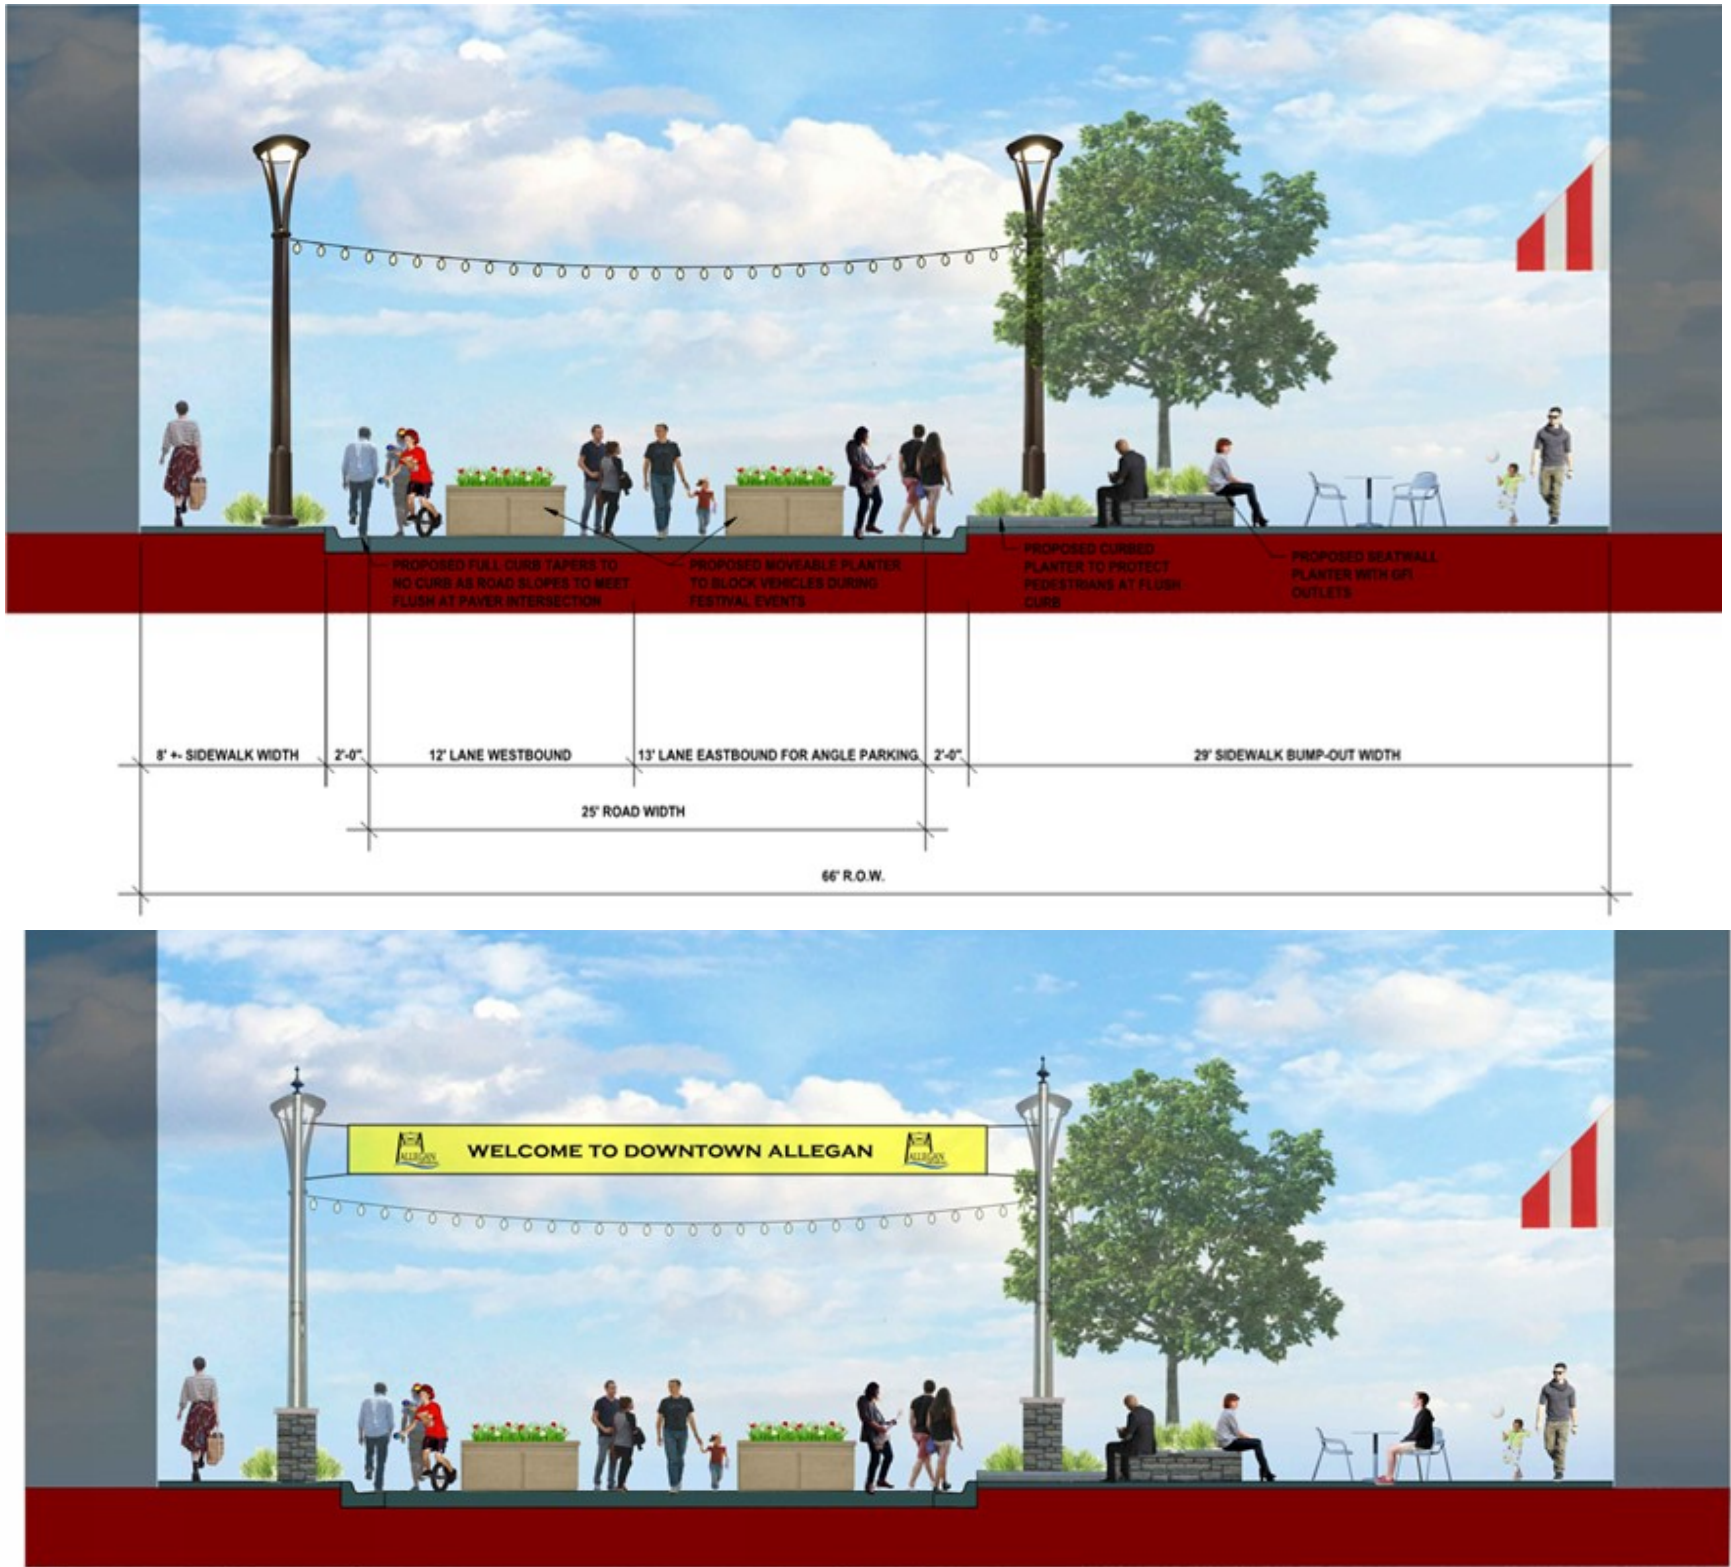 PROPOSED FULL CURB TAPERS TO
NO CURB AS ROAD SLOPES TO MEET
FLUSH AT PAVER INTERSECTION
PROPOSED MOVEABLE PLANTER
TO BLOCK VEHICLES DURING
FESTIVAL EVENTS
PROPOSED CURBED
PLANTER TO PROTECT
PEDESTRIANS AT FLUSH
CURB
PROPOSED SEATWALL
PLANTER WITH GFI
OUTLETS
8' +- SIDEWALK WIDTH
2'-0"
12' LANE WESTBOUND
13' LANE EASTBOUND FOR ANGLE PARKING
2'-0"
29' SIDEWALK BUMP-OUT WIDTH
25' ROAD WIDTH
66' R.O.W.
ALLEGAN
WELCOME TO DOWNTOWN ALLEGAN
ALLEGAN